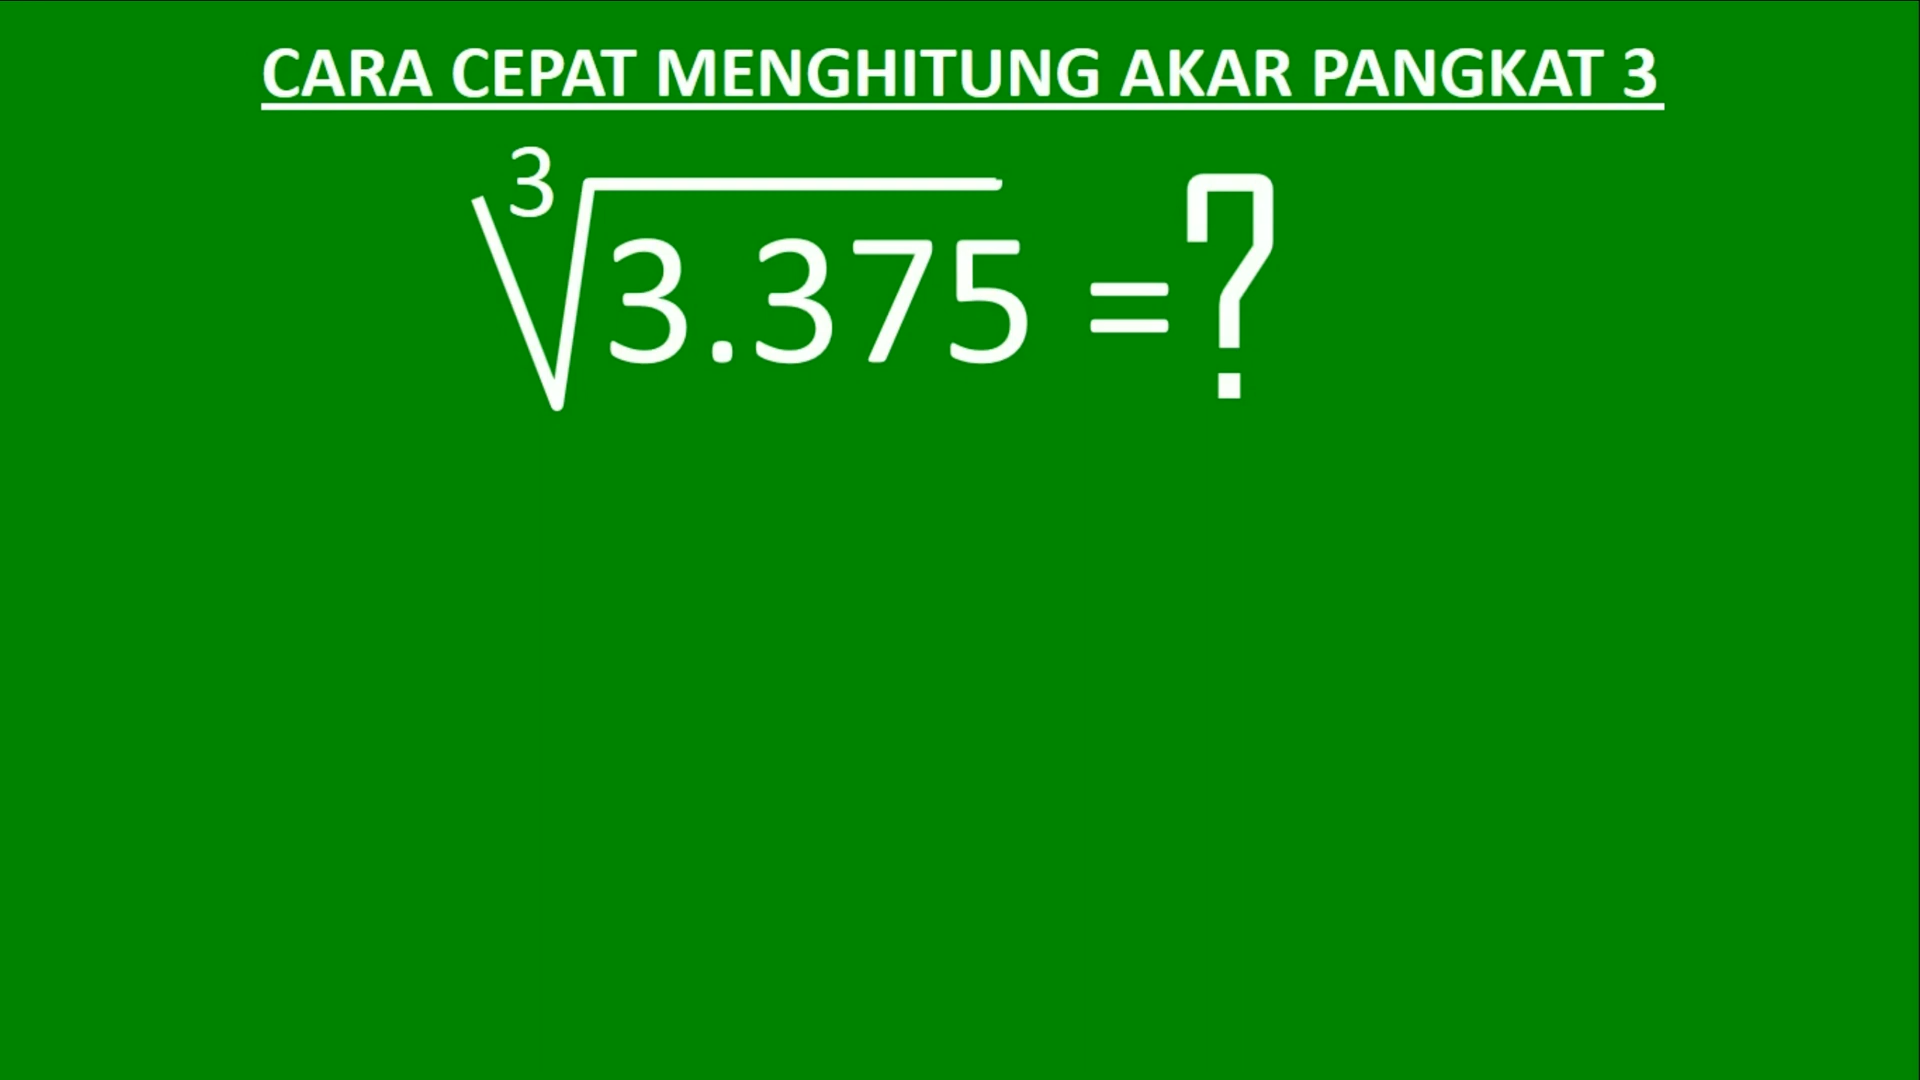 CARA CEPAT MENGHITUNG AKAR PANGKAT 3
∛3.375 = ?